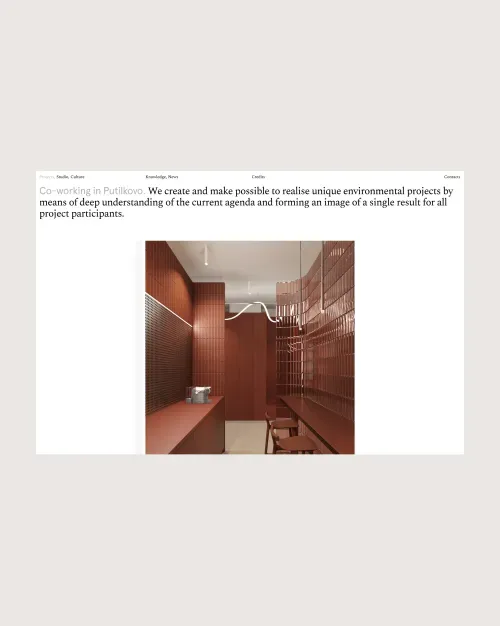 Projects, Studio, Culture
Knowledge, News
Credits
Contacts
Co-working in Putilkovo. We create and make possible to realise unique environmental projects by
means of deep understanding of the current agenda and forming an image of a single result for all
project participants.